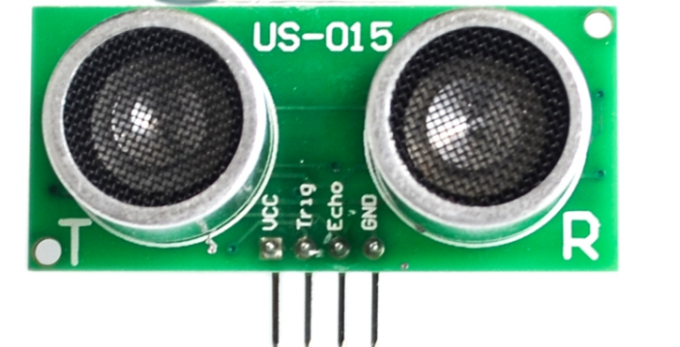 US-015
VCC
Trig
Echo
GND
T
R